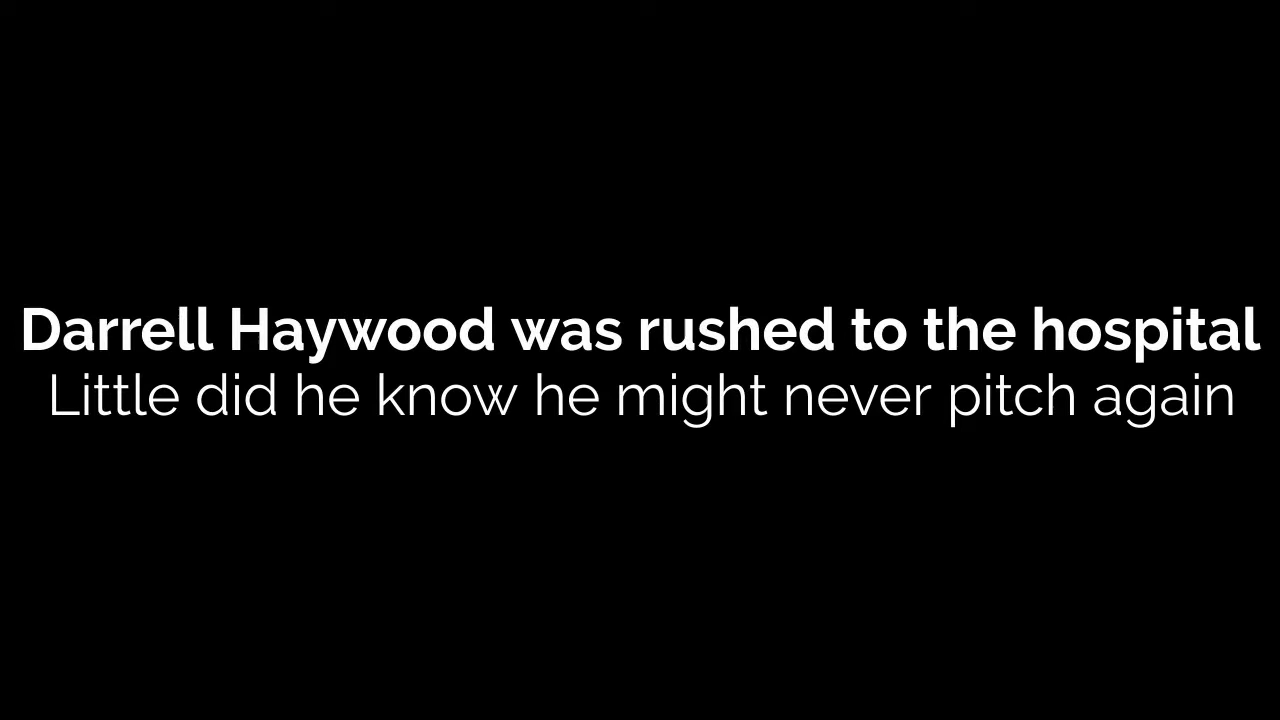 Darrell Haywood was rushed to the hospital
Little did he know he might never pitch again